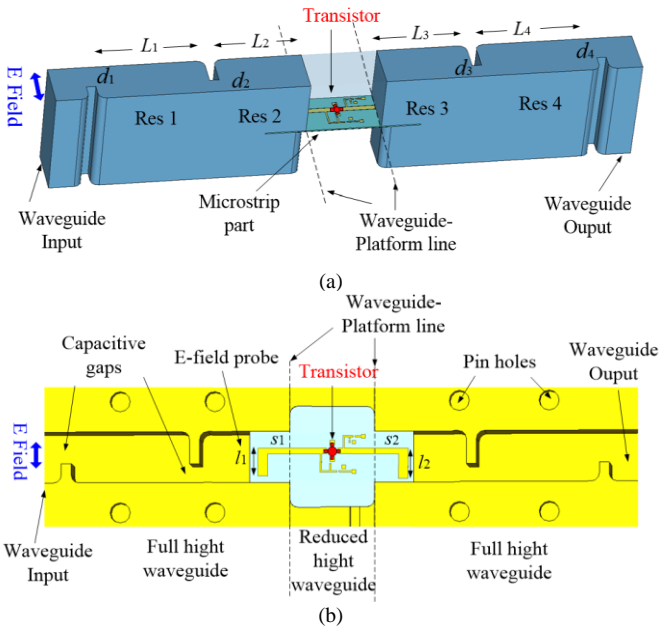 Transistor
L1
L2
L3
L4
d1
d2
d3
d4
E Field
Res 1
Res 2
Res 3
Res 4
Waveguide
Input
Microstrip
part
Waveguide-
Platform line
Waveguide
Ouput
(a)
Waveguide-
Platform line
Capacitive
gaps
E-field probe
Transistor
Pin holes
Waveguide
Ouput
E Field
l1
s1
s2
l2
Waveguide
Input
Full hight
waveguide
Reduced
hight
waveguide
Full hight
waveguide
(b)